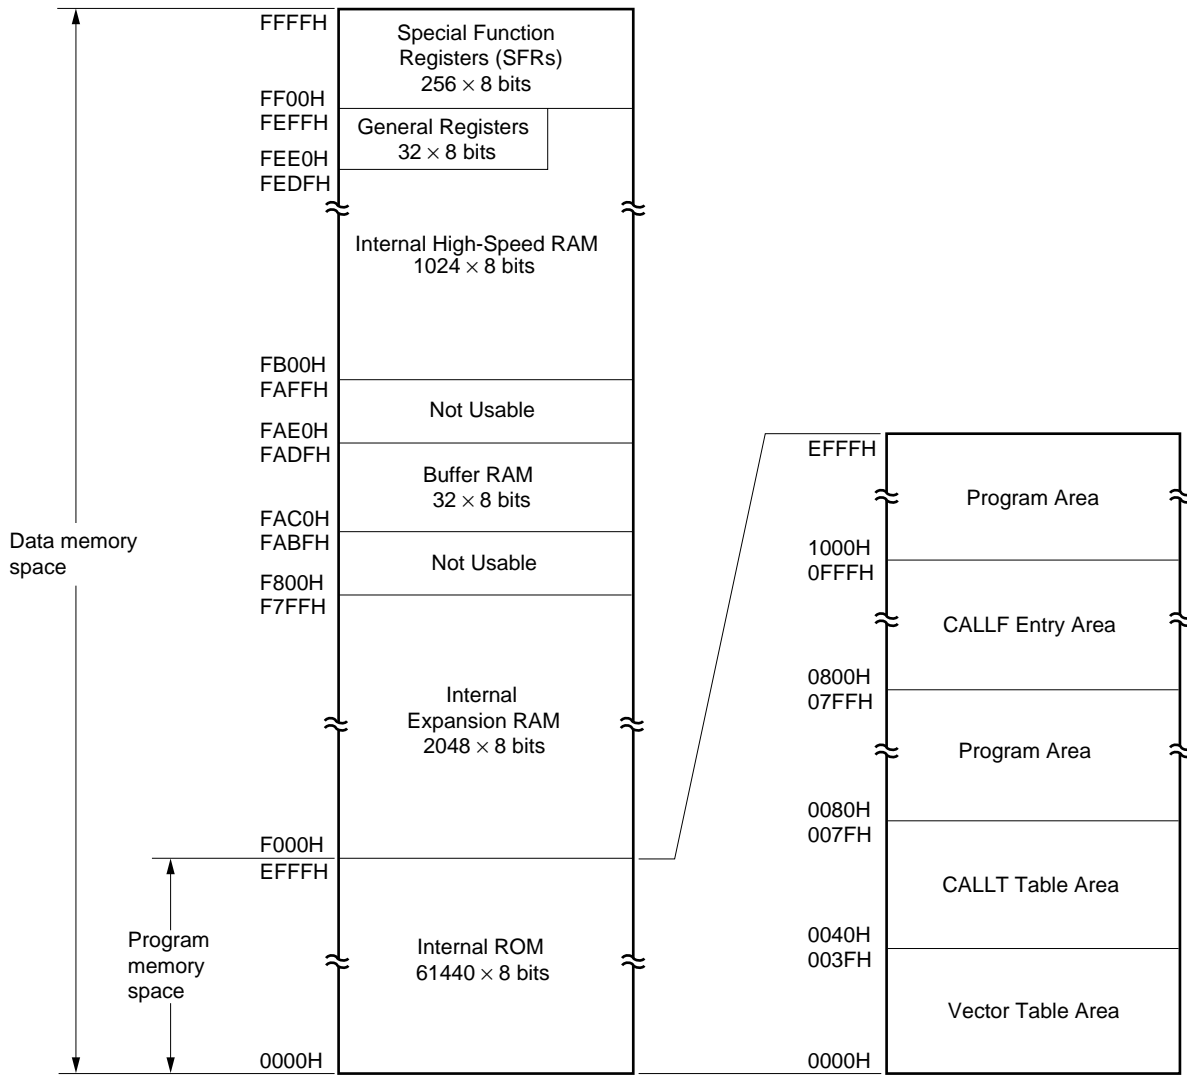 FFFFH
Special Function
Registers (SFRs)
256 × 8 bits
FF00H
FEFFH
General Registers
32 × 8 bits
FEE0H
FEDFH
Internal High-Speed RAM
1024 × 8 bits
FB00H
FAFFH
Not Usable
FAE0H
FADFH
Buffer RAM
32 × 8 bits
FAC0H
FABFH
Not Usable
F800H
F7FFH
Data memory
space
Internal
Expansion RAM
2048 × 8 bits
F000H
EFFFH
Program
memory
space
Internal ROM
61440 × 8 bits
0000H
EFFFH
Program Area
1000H
0FFFH
CALLF Entry Area
0800H
07FFH
Program Area
0080H
007FH
CALLT Table Area
0040H
003FH
Vector Table Area
0000H